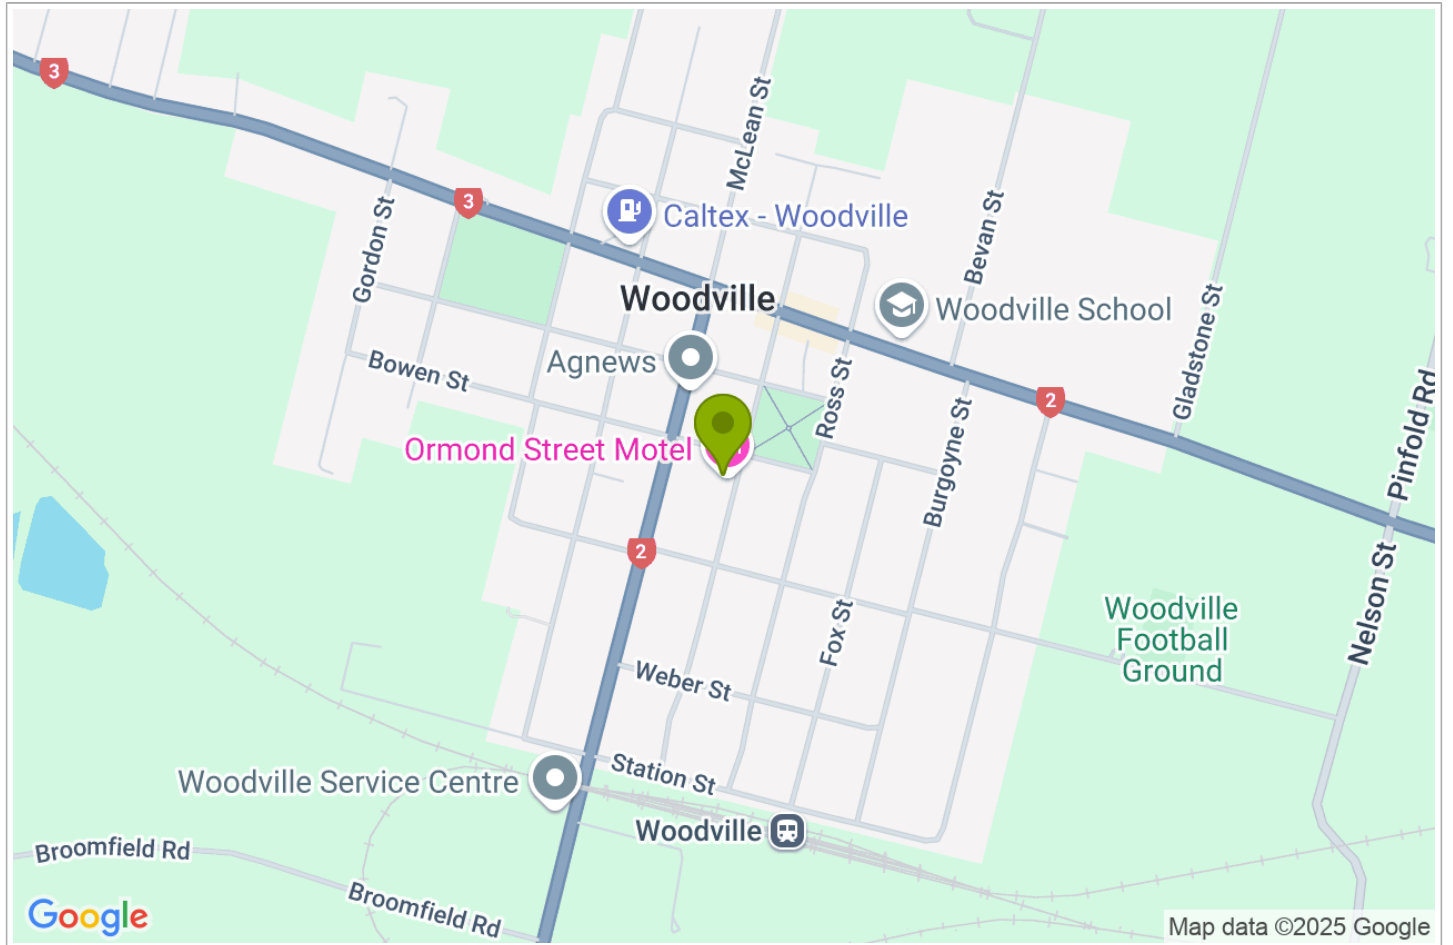 3
McLean St
3
Caltex - Woodville
Gordon St
Bevan St
Woodville
Woodville School
Gladstone St
Agnews
Bowen St
Ross St
2
Pinfold Rd
Ormond Street Motel
Burgoyne St
2
Nelson St
Woodville
Football
Ground
Fox St
Weber St
Station St
Woodville Service Centre
Woodville
Broomfield Rd
Broomfield Rd
Google
Map data ©2025 Google